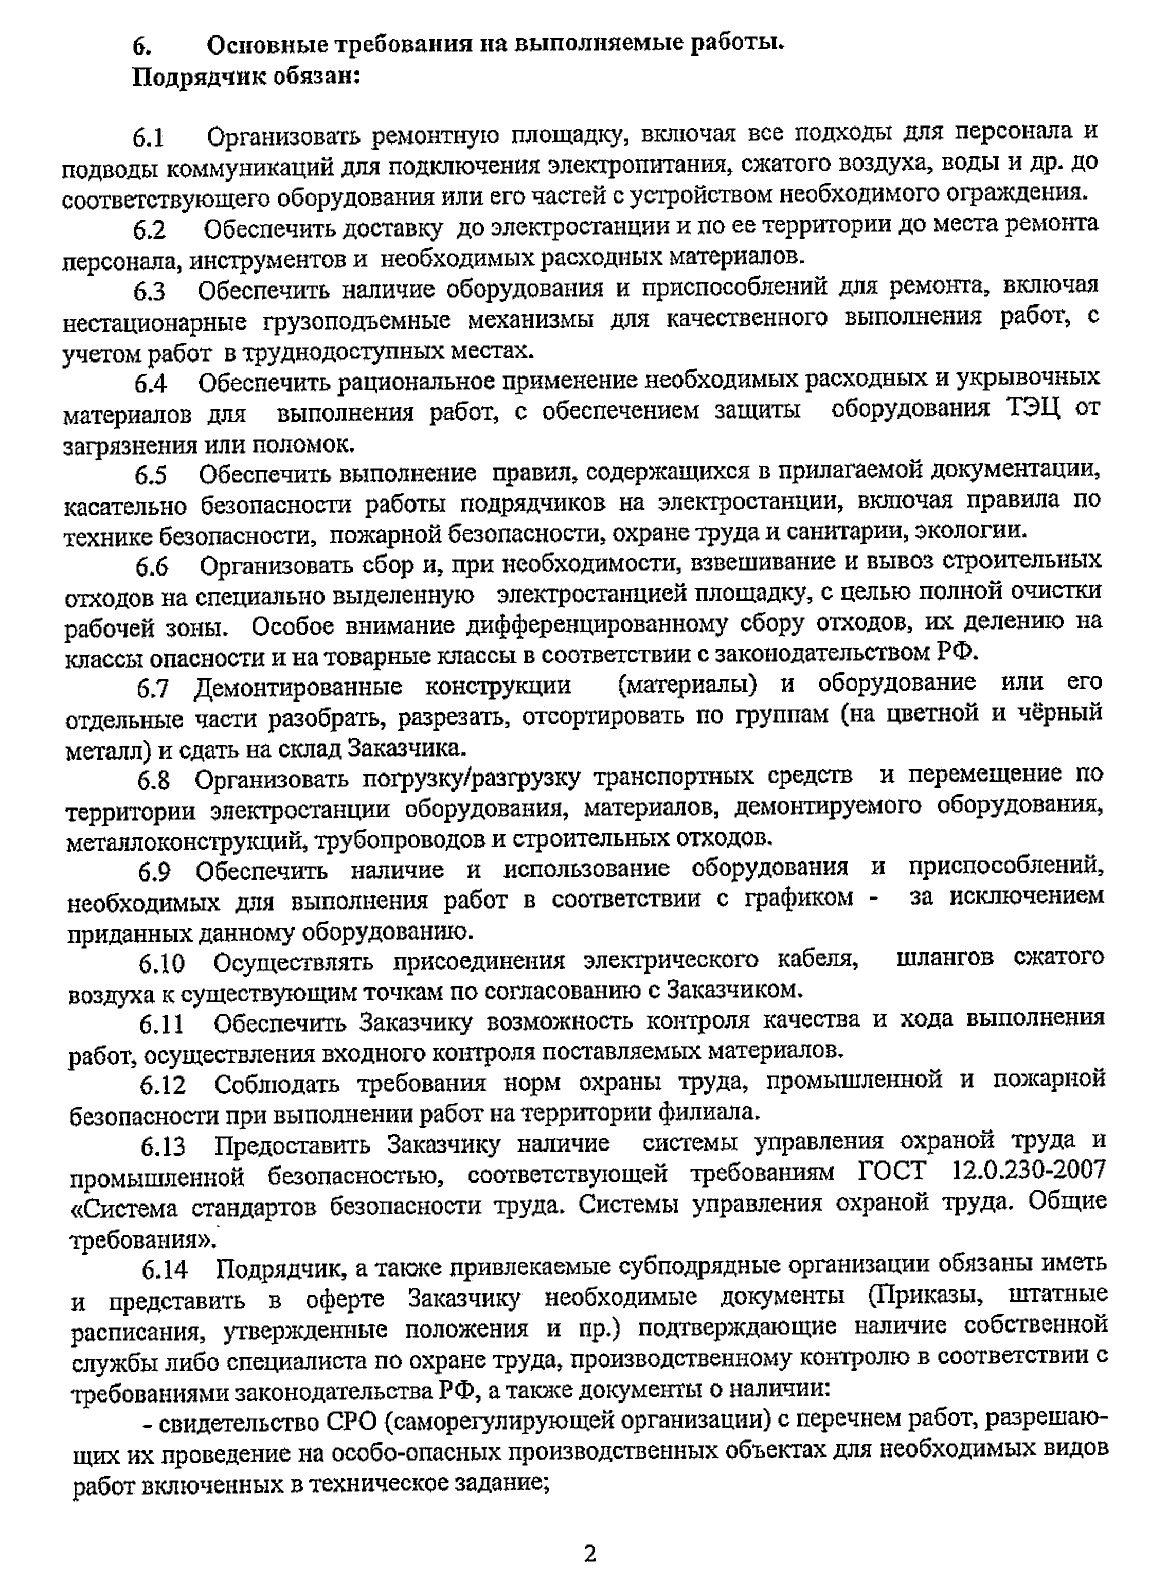 6. Основные требования на выполняемые работы.
Подрядчик обязан:
6.1 Организовать ремонтную площадку, включая все подходы для персонала и
подводы коммуникаций для подключения электропитания, сжатого воздуха, воды и др. до
соответствующего оборудования или его частей с устройством необходимого ограждения.
6.2 Обеспечить доставку до электростанции и по ее территории до места ремонта
персонала, инструментов и необходимых расходных материалов.
6.3 Обеспечить наличие оборудования и приспособлений для ремонта, включая
нестационарные грузоподъемные механизмы для качественного выполнения работ, с
учетом работ в труднодоступных местах.
6.4 Обеспечить рациональное применение необходимых расходных и укрывочных
материалов для выполнения работ, с обеспечением защиты оборудования ТЭЦ от
загрязнения или поломок.
6.5 Обеспечить выполнение правил, содержащихся в прилагаемой документации,
касательно безопасности работы подрядчиков на электростанции, включая правила по
технике безопасности, пожарной безопасности, охране труда и санитарии, экологии.
6.6 Организовать сбор и, при необходимости, взвешивание и вывоз строительных
отходов на специально выделенную электростанцией площадку, с целью полной очистки
рабочей зоны. Особое внимание дифференцированному сбору отходов, их делению на
классы опасности и на товарные классы в соответствии с законодательством РФ.
6.7 Демонтированные конструкции (материалы) и оборудование или его
отдельные части разобрать, разрезать, отсортировать по группам (на цветной и чёрный
металл) и сдать на склад Заказчика.
6.8 Организовать погрузку/разгрузку транспортных средств и перемещение по
территории электростанции оборудования, материалов, демонтируемого оборудования,
металлоконструкций, трубопроводов и строительных отходов.
6.9 Обеспечить наличие и использование оборудования и приспособлений,
необходимых для выполнения работ в соответствии с графиком - за исключением
приданных данному оборудованию.
6.10 Осуществлять присоединения электрического кабеля, шлангов сжатого
воздуха к существующим точкам по согласованию с Заказчиком.
6.11 Обеспечить Заказчику возможность контроля качества и хода выполнения
работ, осуществления входного контроля поставляемых материалов.
6.12 Соблюдать требования норм охраны труда, промышленной и пожарной
безопасности при выполнении работ на территории филиала.
6.13 Предоставить Заказчику наличие системы управления охраной труда и
промышленной безопасностью, соответствующей требованиям ГОСТ 12.0.230-2007
«Система стандартов безопасности труда. Системы управления охраной труда. Общие
требования».
6.14 Подрядчик, а также привлекаемые субподрядные организации обязаны иметь
и представить в оферте Заказчику необходимые документы (Приказы, штатные
расписания, утвержденные положения и пр.) подтверждающие наличие собственной
службы либо специалиста по охране труда, производственному контролю в соответствии с
требованиями законодательства РФ, а также документы о наличии:
- свидетельство СРО (саморегулирующей организации) с перечнем работ, разрешаю-
щих их проведение на особо-опасных производственных объектах для необходимых видов
работ включенных в техническое задание;
2